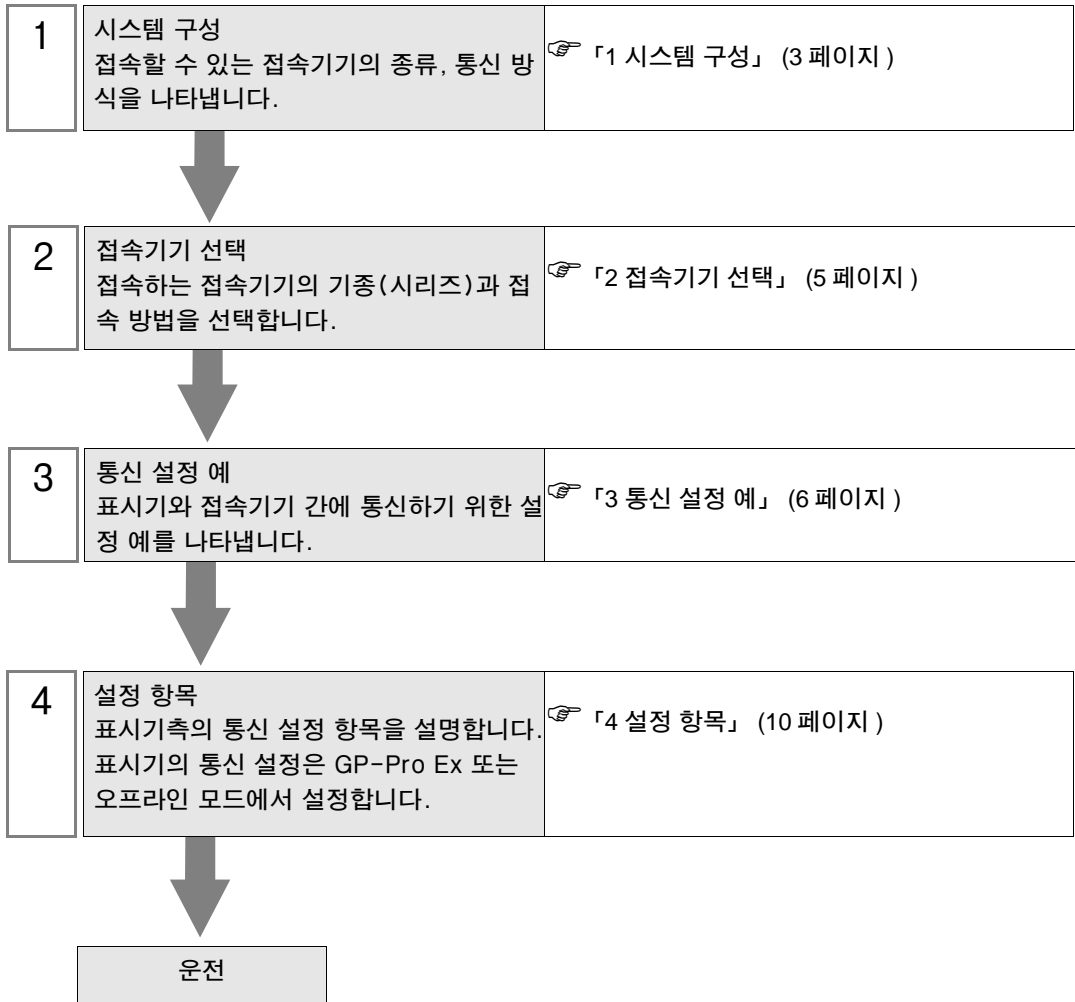 1
시스템 구성
접속할 수 있는 접속기기의 종류, 통신 방
식을 나타냅니다.
☞ 「1 시스템 구성」 (3 페이지 )
2
접속기기 선택
접속하는 접속기기의 기종(시리즈)과 접
속 방법을 선택합니다.
☞ 「2 접속기기 선택」 (5 페이지 )
3
통신 설정 예
표시기와 접속기기 간에 통신하기 위한 설
정 예를 나타냅니다.
☞ 「3 통신 설정 예」 (6 페이지 )
4
설정 항목
표시기측의 통신 설정 항목을 설명합니다.
표시기의 통신 설정은 GP-Pro Ex 또는
오프라인 모드에서 설정합니다.
☞ 「4 설정 항목」 (10 페이지 )
운전